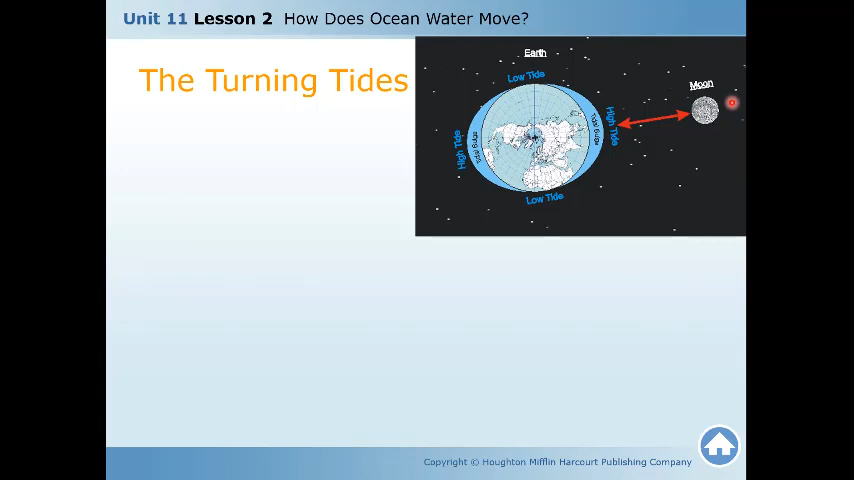 Unit 11 Lesson 2 How Does Ocean Water Move?
The Turning Tides
Earth
Low Tide
Moon
High Tide
Tidal Bulge
Tidal Bulge
High Tide
Low Tide
Copyright © Houghton Mifflin Harcourt Publishing Company